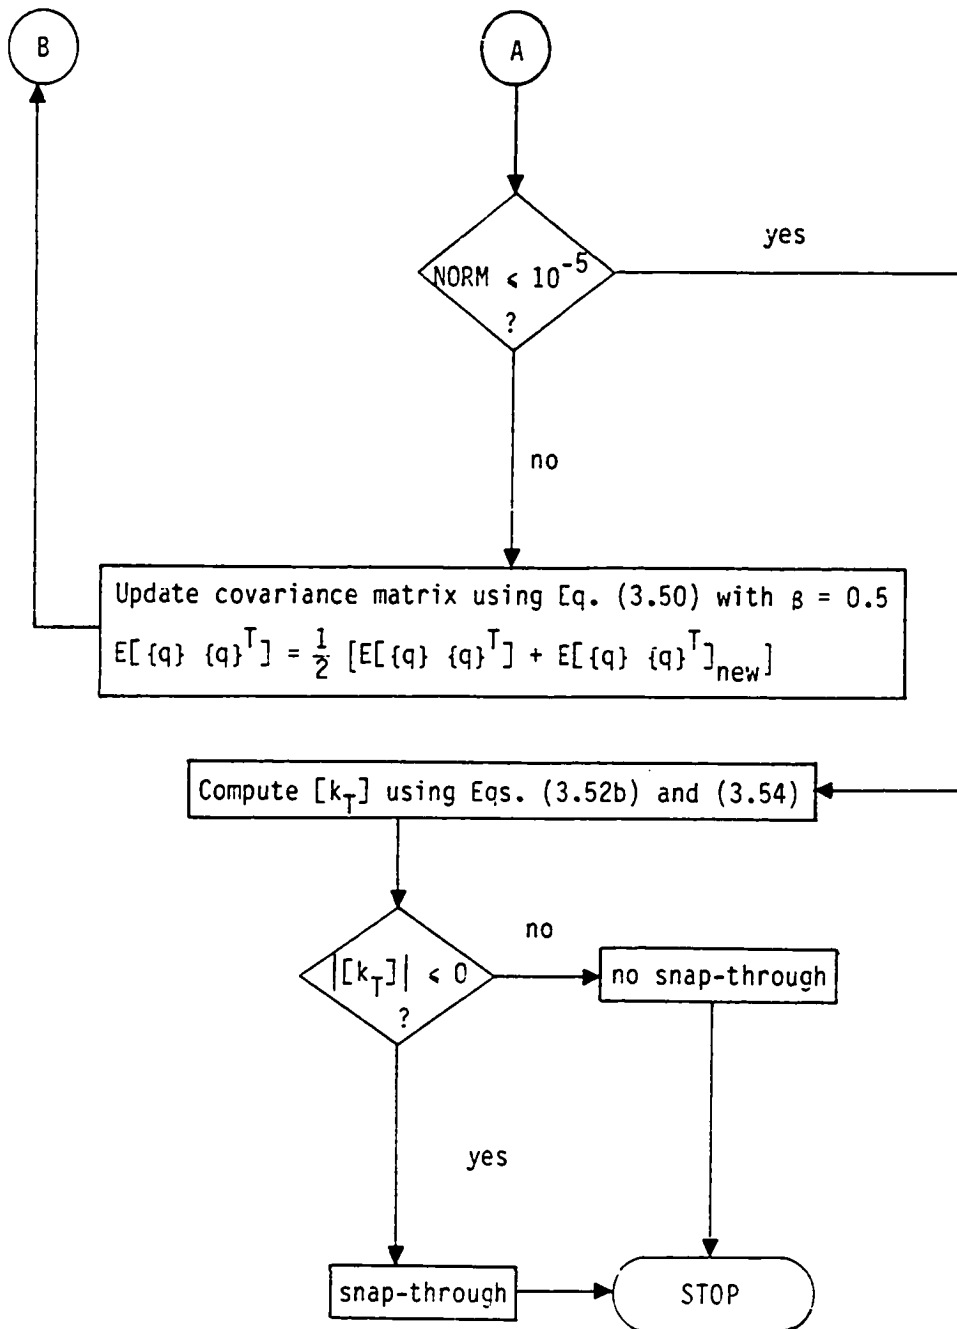 B
A
yes
NORM ⩽ 10^-5
?
no
Update covariance matrix using Eq. (3.50) with β = 0.5
E[{q} {q}^T] = 1/2 [E[{q} {q}^T] + E[{q} {q}^T]_new]
Compute [k_T] using Eqs. (3.52b) and (3.54)
no
|[k_T]| ⩽ 0
?
no snap-through
yes
snap-through
STOP